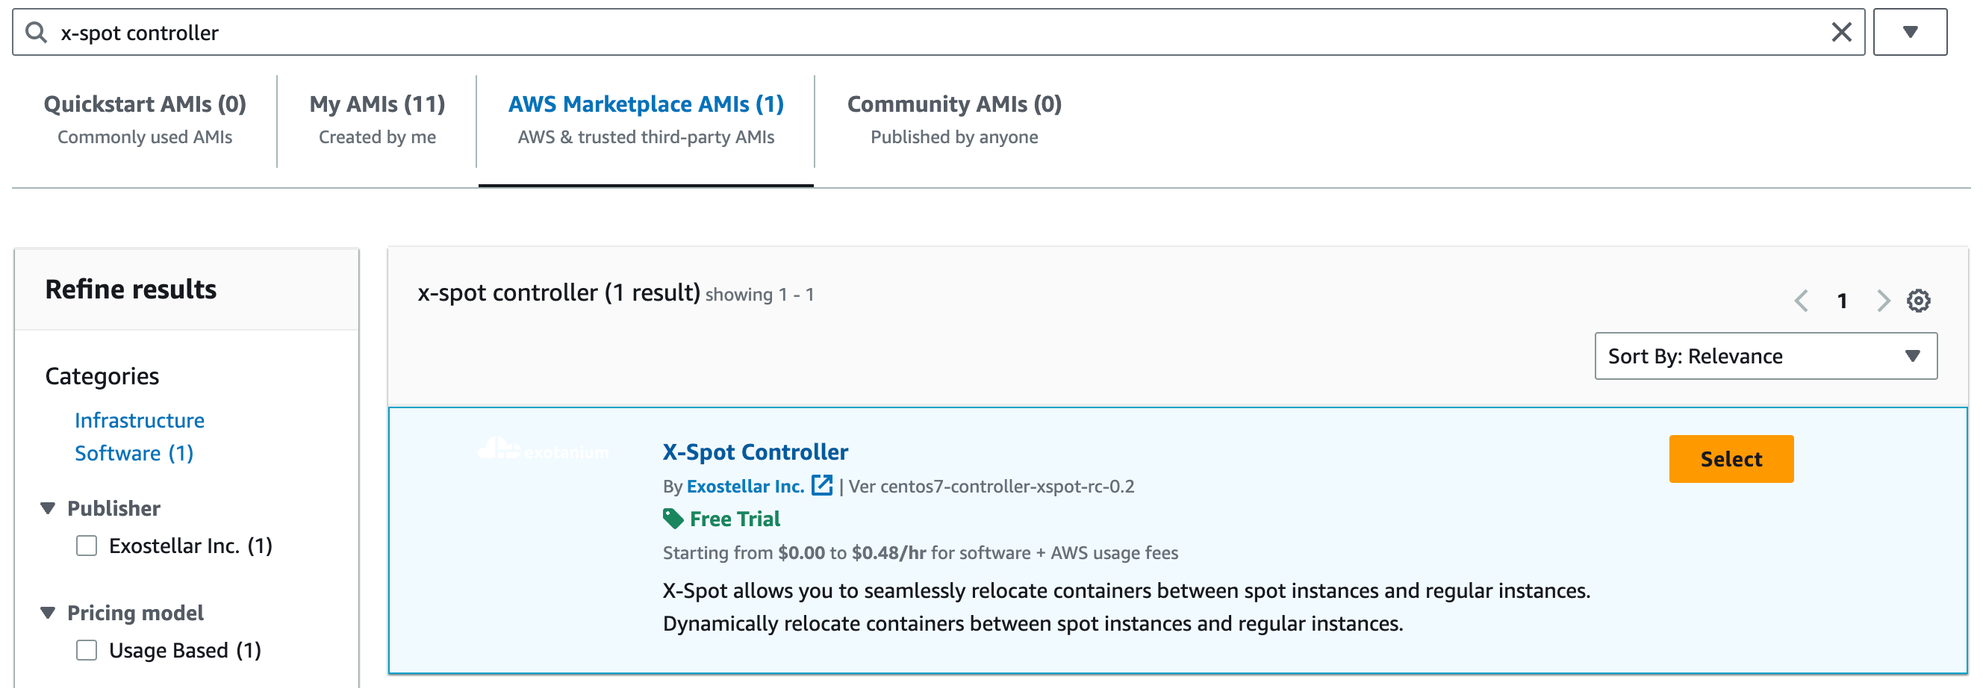 x-spot controller
Quickstart AMIs (0)
Commonly used AMIs
My AMIs (11)
Created by me
AWS Marketplace AMIs (1)
AWS & trusted third-party AMIs
Community AMIs (0)
Published by anyone
Refine results
Categories
Infrastructure
Software (1)
Publisher
Exostellar Inc. (1)
Pricing model
Usage Based (1)
x-spot controller (1 result) showing 1 - 1
1
Sort By: Relevance
exotanium
X-Spot Controller
Select
By Exostellar Inc. | Ver centos7-controller-xspot-rc-0.2
Free Trial
Starting from $0.00 to $0.48/hr for software + AWS usage fees
X-Spot allows you to seamlessly relocate containers between spot instances and regular instances.
Dynamically relocate containers between spot instances and regular instances.